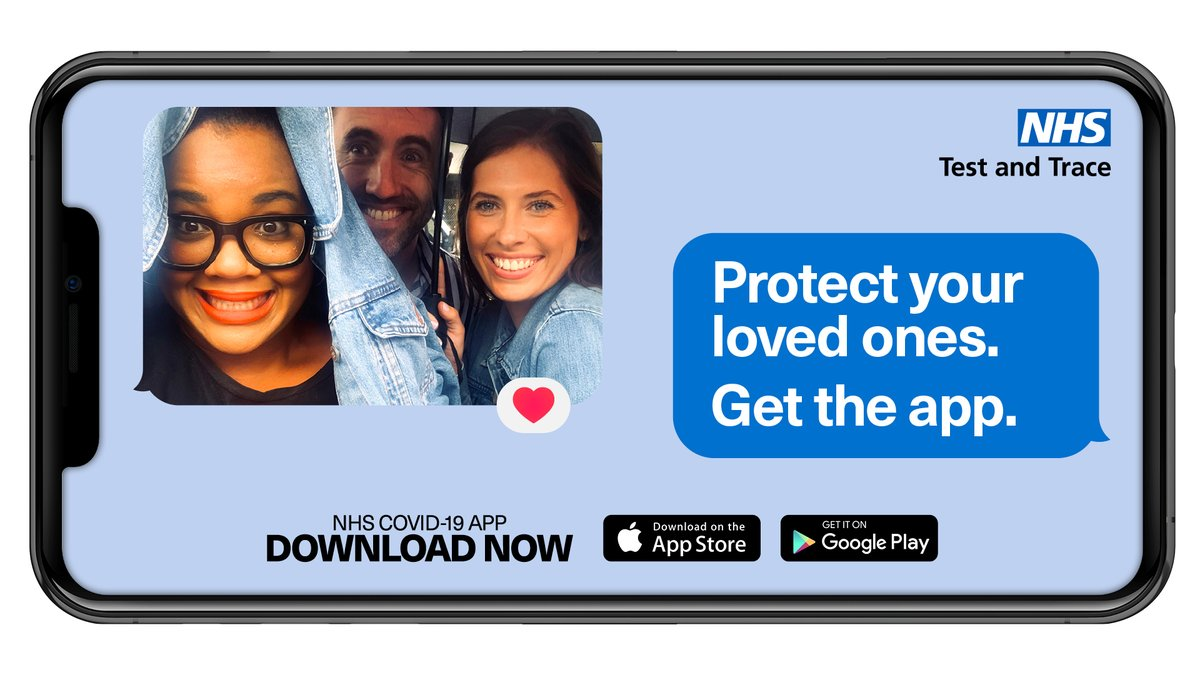 NHS
Test and Trace
Protect your
loved ones.
Get the app.
NHS COVID-19 APP
DOWNLOAD NOW
Download on the
App Store
GET IT ON
Google Play